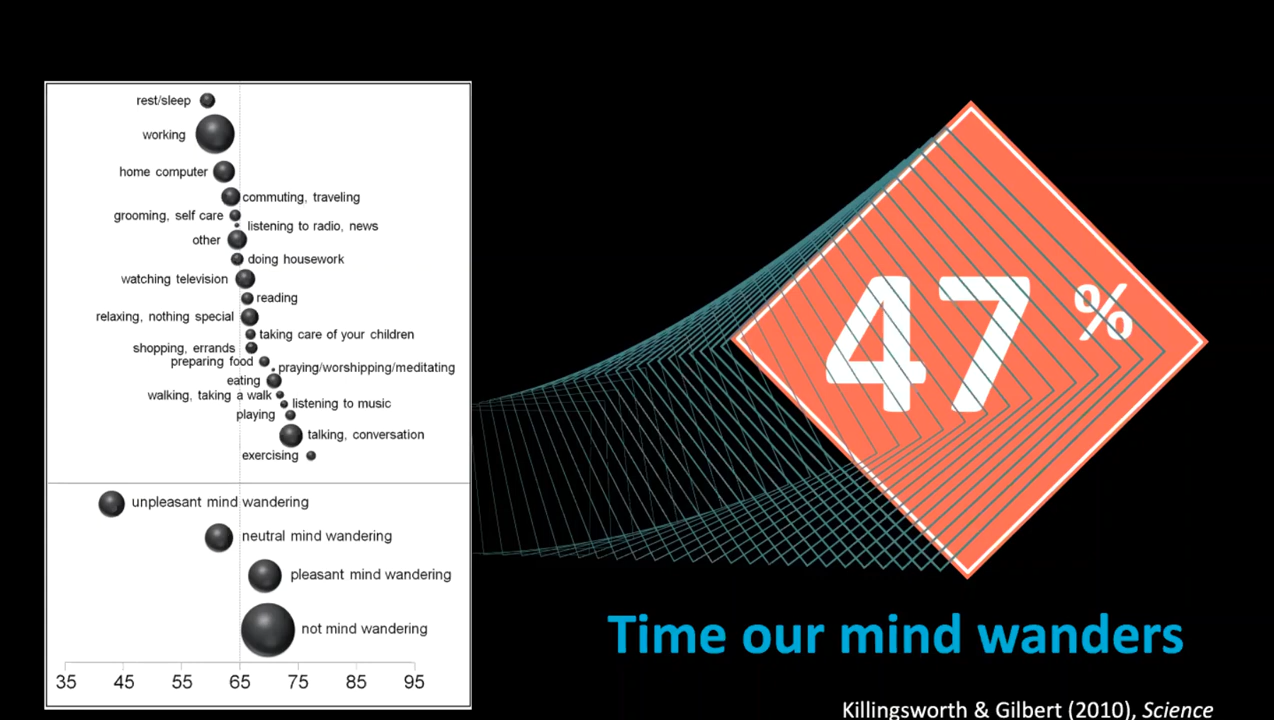 rest/sleep
working
home computer
commuting, traveling
grooming, self care
listening to radio, news
other
doing housework
watching television
reading
relaxing, nothing special
taking care of your children
shopping, errands
preparing food
praying/worshipping/meditating
eating
walking, taking a walk
listening to music
playing
talking, conversation
exercising
unpleasant mind wandering
neutral mind wandering
pleasant mind wandering
not mind wandering
35 45 55 65 75 85 95
47 %
Time our mind wanders
Killingsworth & Gilbert (2010), Science